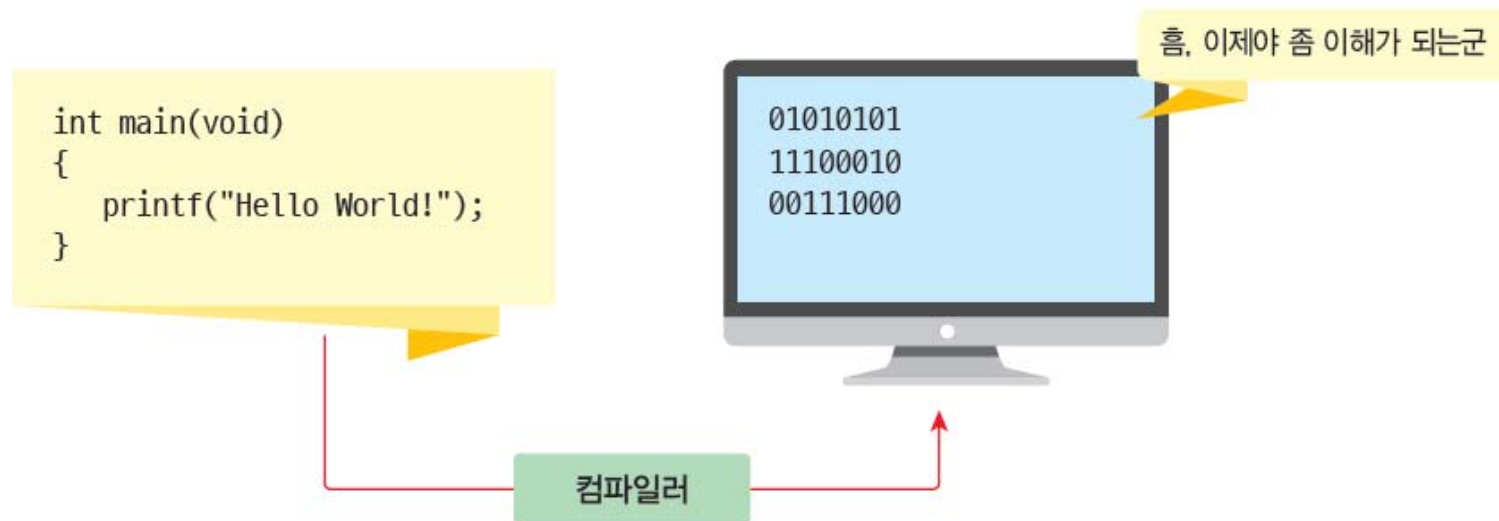 int main(void)
{
printf("Hello World!");
}
흠, 이제야 좀 이해가 되는군
01010101
11100010
00111000
컴파일러